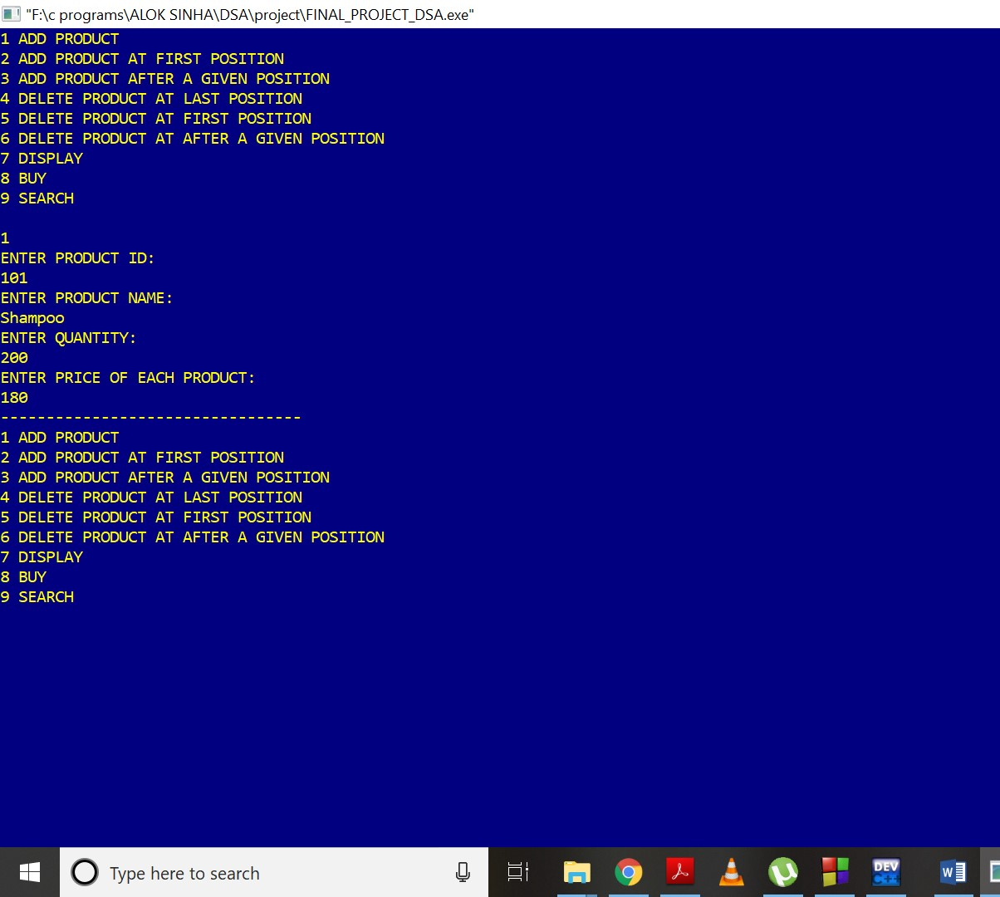 "F:\c programs\ALOK SINHA\DSA\project\FINAL_PROJECT_DSA.exe"
1 ADD PRODUCT
2 ADD PRODUCT AT FIRST POSITION
3 ADD PRODUCT AFTER A GIVEN POSITION
4 DELETE PRODUCT AT LAST POSITION
5 DELETE PRODUCT AT FIRST POSITION
6 DELETE PRODUCT AT AFTER A GIVEN POSITION
7 DISPLAY
8 BUY
9 SEARCH
1
ENTER PRODUCT ID:
101
ENTER PRODUCT NAME:
Shampoo
ENTER QUANTITY:
200
ENTER PRICE OF EACH PRODUCT:
180
---------------------------------
1 ADD PRODUCT
2 ADD PRODUCT AT FIRST POSITION
3 ADD PRODUCT AFTER A GIVEN POSITION
4 DELETE PRODUCT AT LAST POSITION
5 DELETE PRODUCT AT FIRST POSITION
6 DELETE PRODUCT AT AFTER A GIVEN POSITION
7 DISPLAY
8 BUY
9 SEARCH
Type here to search
DEV
C++
W